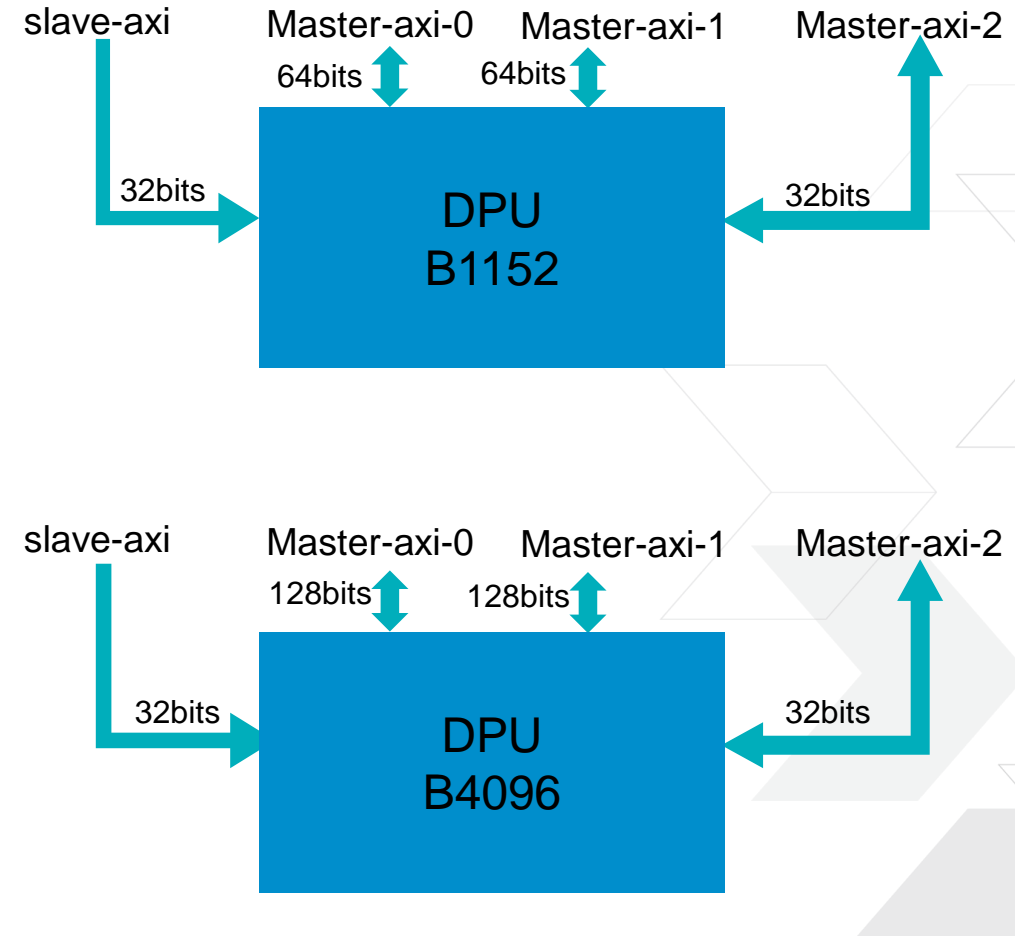 slave-axi
Master-axi-0
Master-axi-1
Master-axi-2
64bits
64bits
32bits
32bits
DPU
B1152
slave-axi
Master-axi-0
Master-axi-1
Master-axi-2
128bits
128bits
32bits
32bits
DPU
B4096